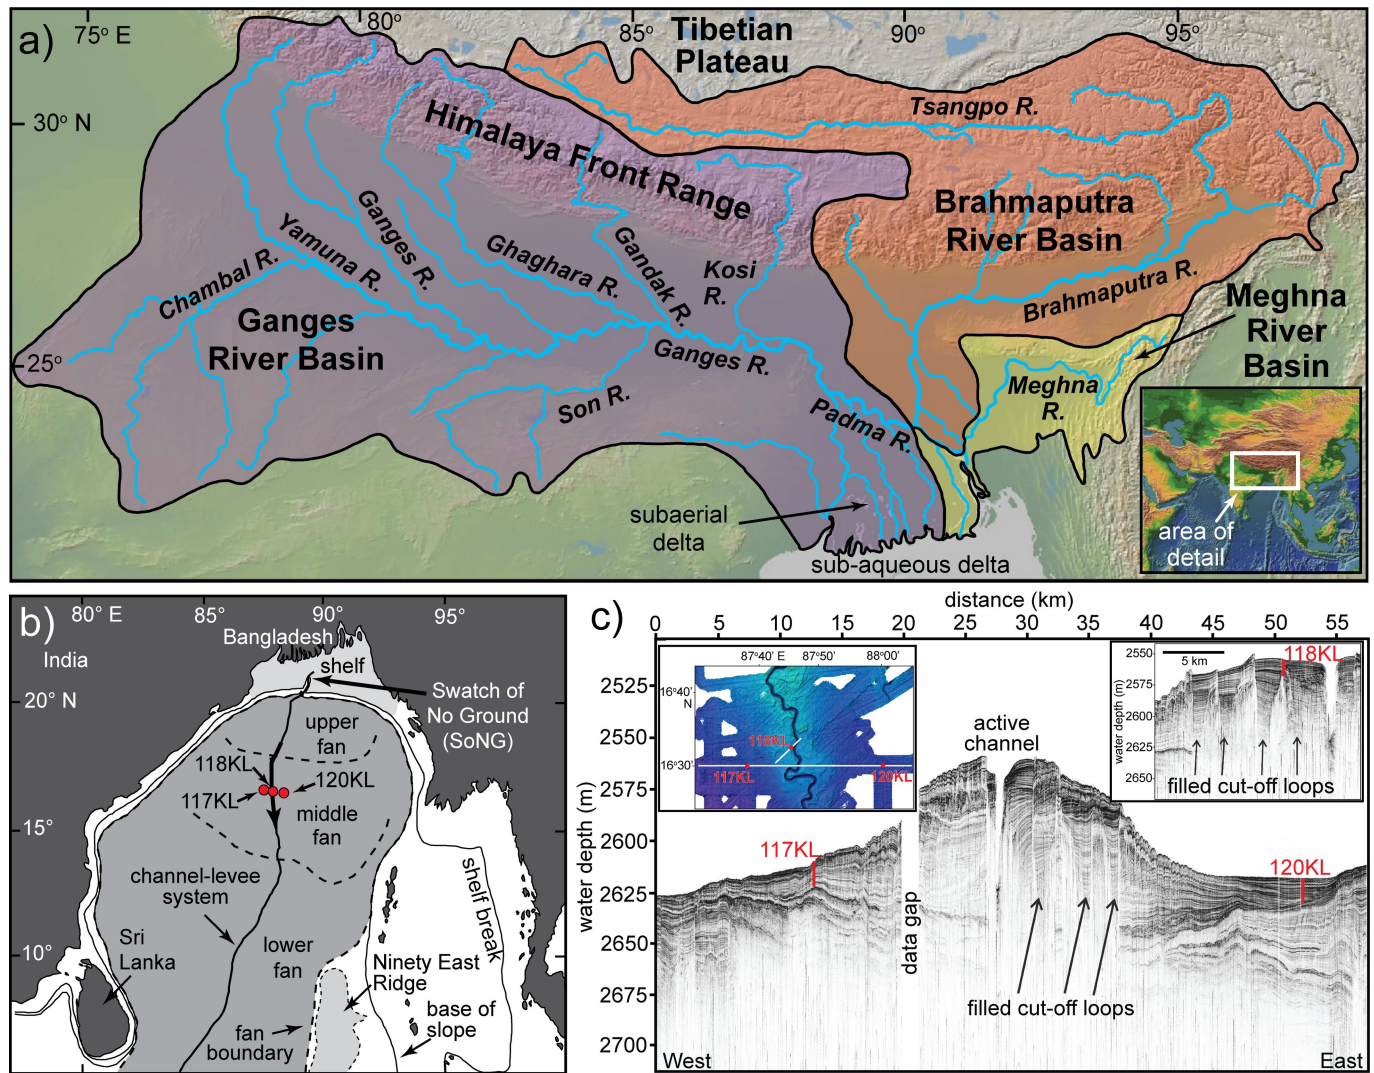 a)
75° E
80°
85°
90°
95°
Tibetian
Plateau
30° N
25°
Tsangpo R.
Himalaya Front Range
Brahmaputra
River Basin
Brahmaputra R.
Chambal R.
Yamuna R.
Ganges R.
Ghaghara R.
Gandak R.
Kosi
R.
Ganges
River Basin
Ganges R.
Son R.
Padma R.
Meghna
River
Basin
Meghna
R.
subaerial
delta
sub-aqueous delta
area of
detail
b)
80° E
85°
90°
95°
India
Bangladesh
shelf
Swatch of
No Ground
(SoNG)
20° N
upper
fan
118KL
120KL
117KL
middle
fan
15°
channel-levee
system
shelf break
Sri
Lanka
10°
lower
fan
Ninety East
Ridge
fan
boundary
base of
slope
c)
distance (km)
0
5
10
15
20
25
30
35
40
45
50
55
water depth (m)
2525
2550
2575
2600
2625
2650
2675
2700
87°40' E
87°50'
88°00'
16°40'
N
16°30'
118KL
117KL
120KL
active
channel
5 km
118KL
water depth (m)
2550
2575
2600
2625
2650
filled cut-off loops
117KL
120KL
data gap
filled cut-off loops
West
East